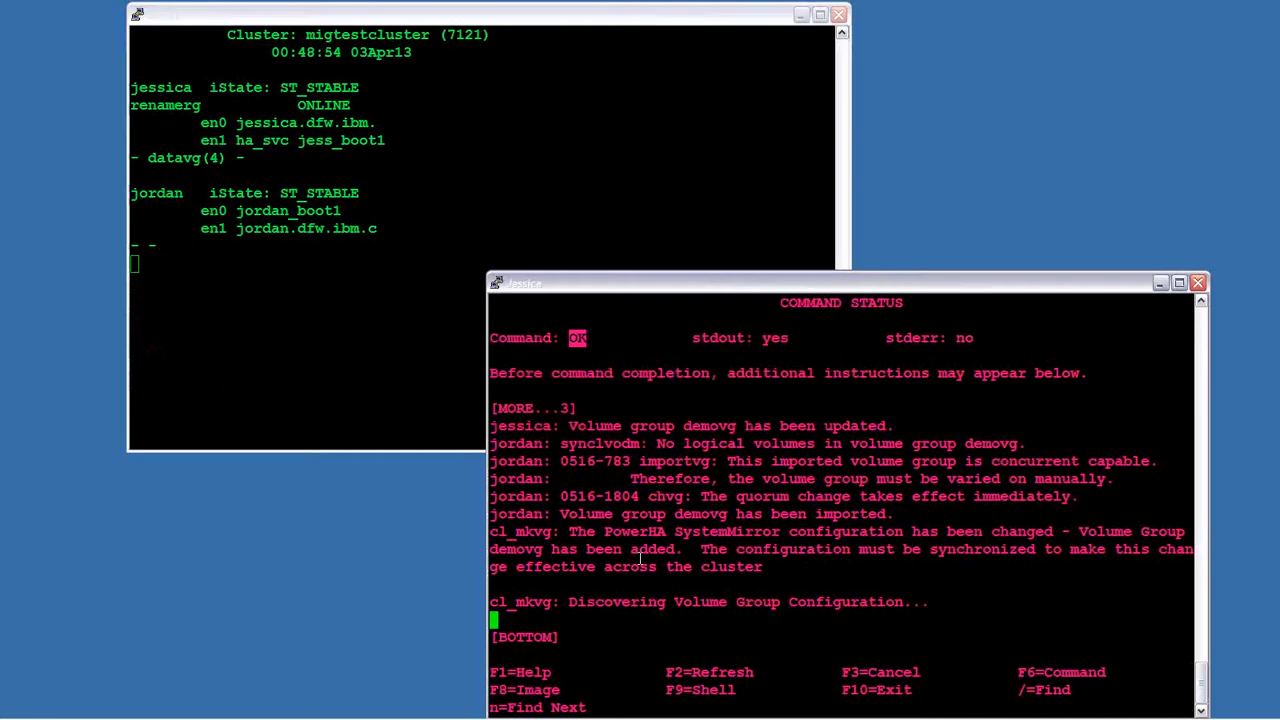 Cluster: migtestcluster (7121)
00:48:54 03Apr13
jessica iState: ST_STABLE
renamerg ONLINE
en0 jessica.dfw.ibm.
en1 ha_svc jess_boot1
- datavg(4) -
jordan iState: ST_STABLE
en0 jordan_boot1
en1 jordan.dfw.ibm.c
- -
Jessica
COMMAND STATUS
Command: OK stdout: yes stderr: no
Before command completion, additional instructions may appear below.
[MORE...3]
jessica: Volume group demovg has been updated.
jordan: synclvodm: No logical volumes in volume group demovg.
jordan: 0516-783 importvg: This imported volume group is concurrent capable.
jordan: Therefore, the volume group must be varied on manually.
jordan: 0516-1804 chvg: The quorum change takes effect immediately.
jordan: Volume group demovg has been imported.
cl_mkvg: The PowerHA SystemMirror configuration has been changed - Volume Group
demovg has been added. The configuration must be synchronized to make this chan
ge effective across the cluster
cl_mkvg: Discovering Volume Group Configuration...
[BOTTOM]
F1=Help F2=Refresh F3=Cancel F6=Command
F8=Image F9=Shell F10=Exit /=Find
n=Find Next